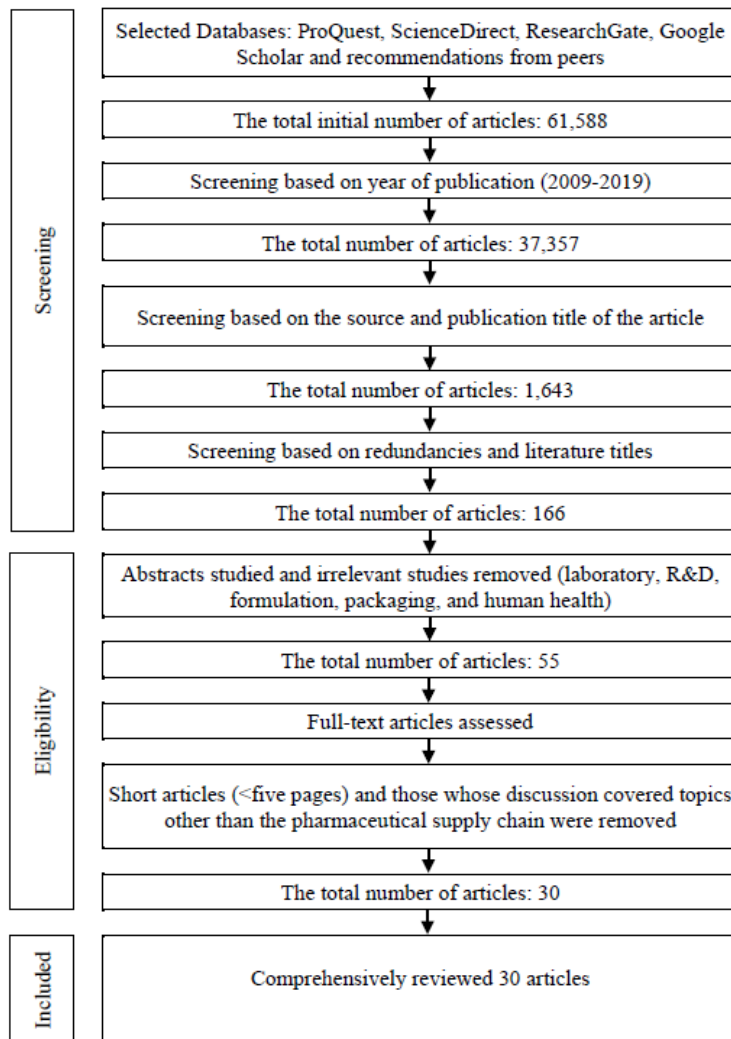 Selected Databases: ProQuest, ScienceDirect, ResearchGate, Google
Scholar and recommendations from peers
The total initial number of articles: 61,588
Screening based on year of publication (2009-2019)
The total number of articles: 37,357
Screening based on the source and publication title of the article
The total number of articles: 1,643
Screening based on redundancies and literature titles
The total number of articles: 166
Screening
Abstracts studied and irrelevant studies removed (laboratory, R&D,
formulation, packaging, and human health)
The total number of articles: 55
Full-text articles assessed
Short articles (<five pages) and those whose discussion covered topics
other than the pharmaceutical supply chain were removed
The total number of articles: 30
Eligibility
Comprehensively reviewed 30 articles
Included